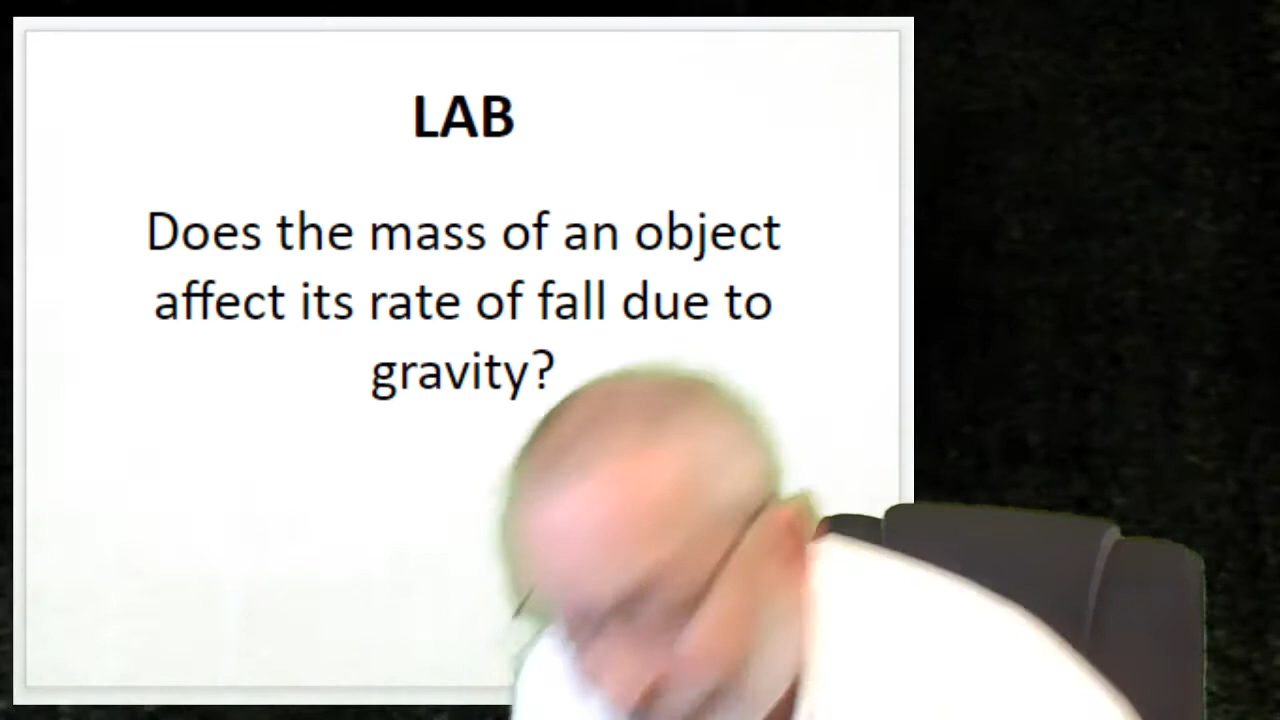 LAB
Does the mass of an object
affect its rate of fall due to
gravity?